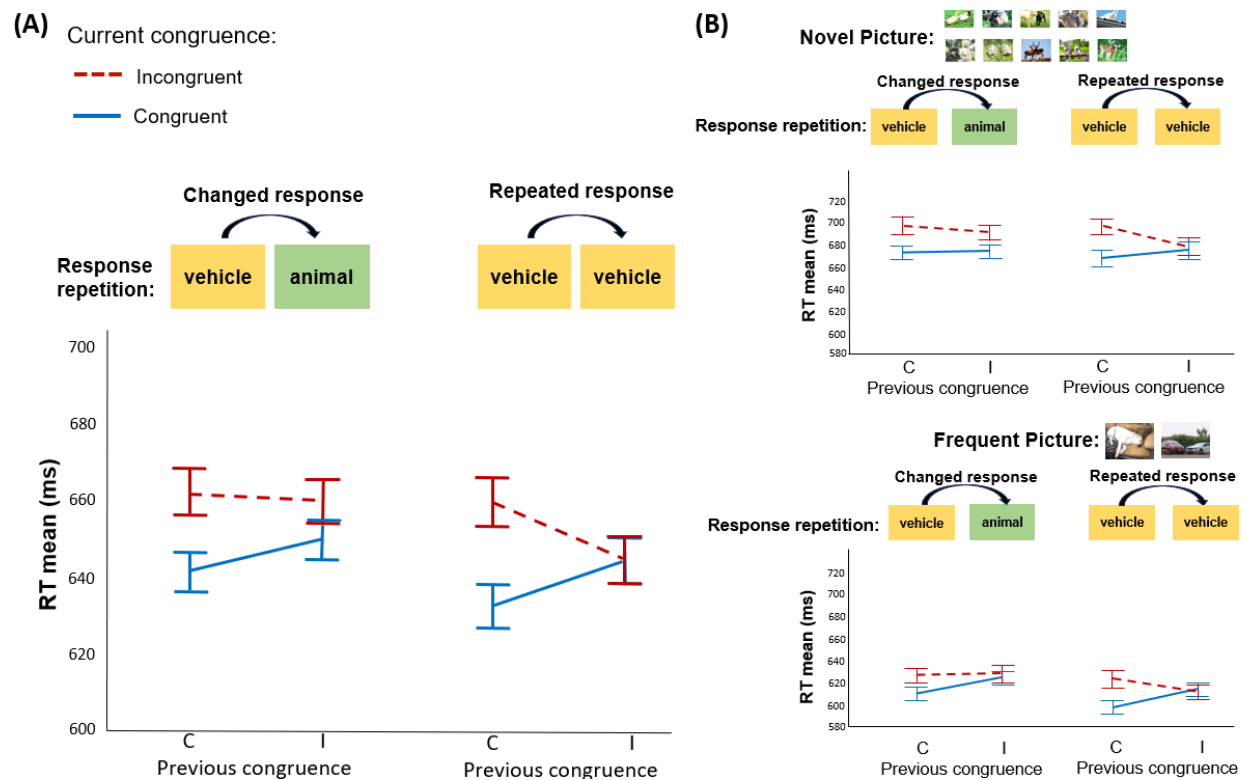 (A)
Current congruence:
Incongruent
Congruent
Changed response
Repeated response
Response
repetition:
vehicle
animal
vehicle
vehicle
RT mean (ms)
700
680
660
640
620
600
C
I
C
I
Previous congruence
Previous congruence
(B)
Novel Picture:
Changed response
Repeated response
Response repetition:
vehicle
animal
vehicle
vehicle
RT mean (ms)
720
700
680
660
640
620
600
580
C
I
C
I
Previous congruence
Previous congruence
Frequent Picture:
Changed response
Repeated response
Response repetition:
vehicle
animal
vehicle
vehicle
RT mean (ms)
720
700
680
660
640
620
600
580
C
I
C
I
Previous congruence
Previous congruence